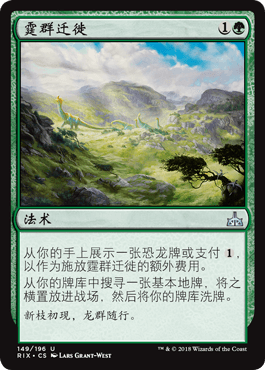 霆群迁徙 1
法术
从你的手上展示一张恐龙牌或支付1，
以作为施放霆群迁徙的额外费用。
从你的牌库中搜寻一张基本地牌，将之
横置放进战场，然后将你的牌库洗牌。
新枝初现，龙群随行。
149/196 U
RIX • CS Lars Grant-West
™ & © 2018 Wizards of the Coast